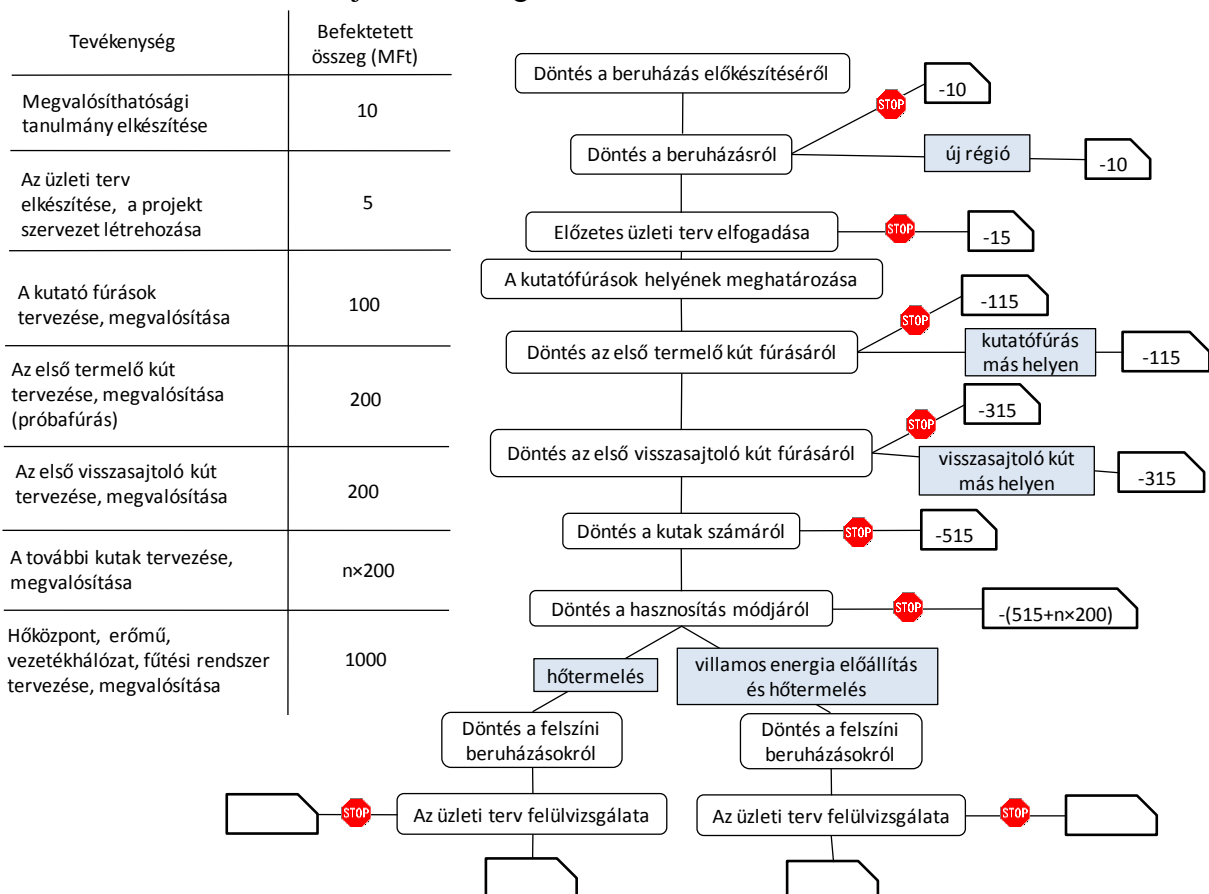 Tevékenység
Befektetett
összeg (MFt)
Megvalósíthatósági
tanulmány elkészítése
10
Az üzleti terv
elkészítése, a projekt
szervezet létrehozása
5
A kutató fúrások
tervezése, megvalósítása
100
Az első termelő kút
tervezése, megvalósítása
(próbafúrás)
200
Az első visszasajtoló kút
tervezése, megvalósítása
200
A további kutak tervezése,
megvalósítása
n×200
Hőközpont, erőmű,
vezetékhálózat, fűtési rendszer
tervezése, megvalósítása
1000
Döntés a beruházás előkészítéséről
STOP
-10
Döntés a beruházásról
új régió
-10
Előzetes üzleti terv elfogadása
STOP
-15
A kutatófúrások helyének meghatározása
STOP
-115
Döntés az első termelő kút fúrásáról
kutatófúrás
más helyen
-115
STOP
-315
Döntés az első visszasajtoló kút fúrásáról
visszasajtoló kút
más helyen
-315
Döntés a kutak számáról
STOP
-515
Döntés a hasznosítás módjáról
STOP
-(515+n×200)
hőtermelés
villamos energia előállítás
és hőtermelés
Döntés a felszíni
beruházásokról
Döntés a felszíni
beruházásokról
STOP
Az üzleti terv felülvizsgálata
Az üzleti terv felülvizsgálata
STOP